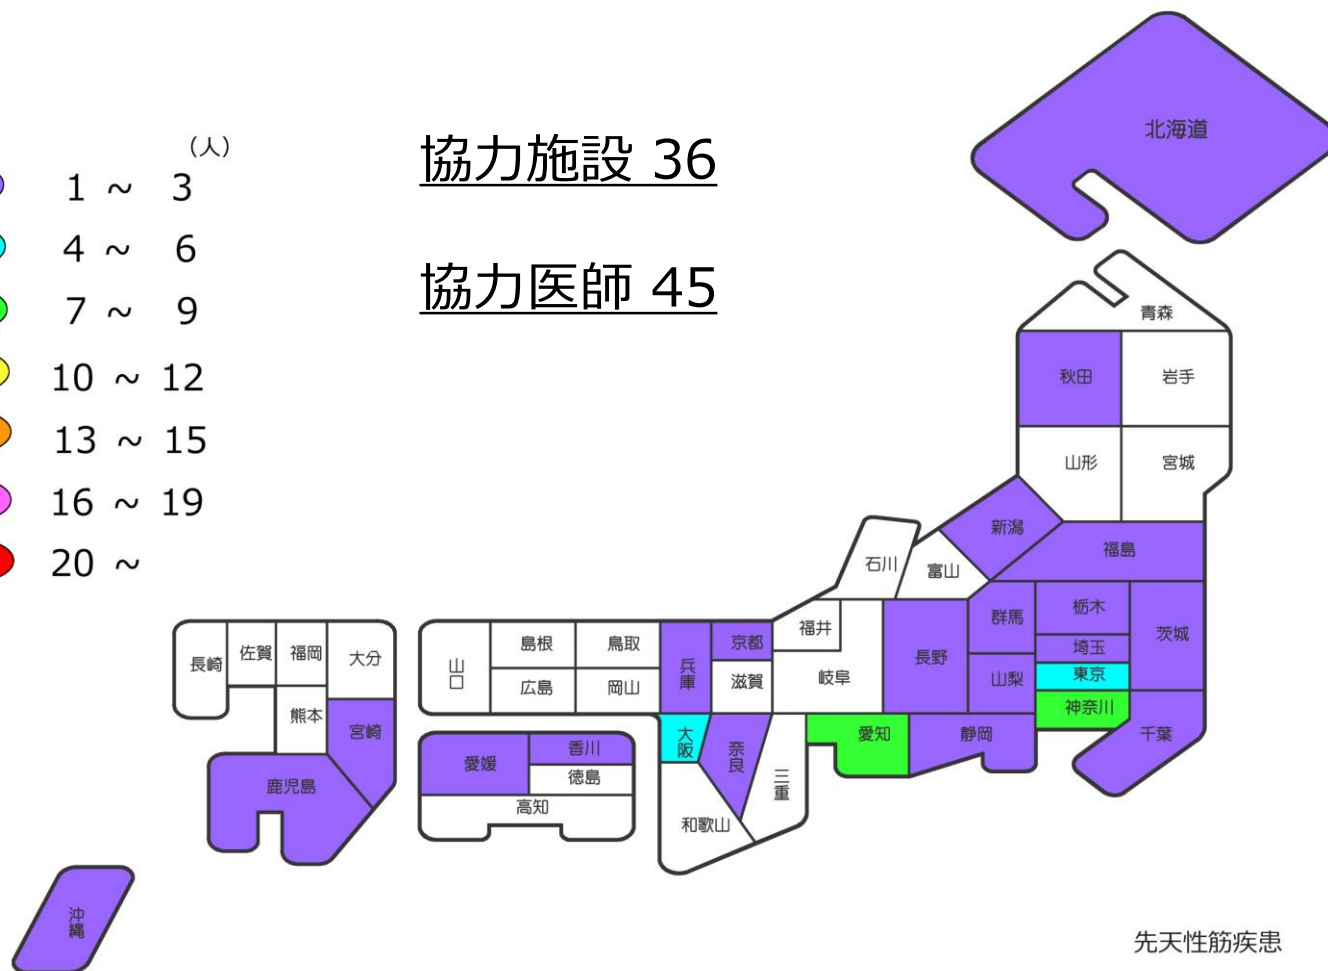 (人)
1 ~ 3
4 ~ 6
7 ~ 9
10 ~ 12
13 ~ 15
16 ~ 19
20 ~
協力施設 36
協力医師 45
北海道
青森
秋田
岩手
山形
宮城
新潟
福島
石川
富山
群馬
栃木
茨城
埼玉
東京
神奈川
千葉
山梨
長野
静岡
愛知
福井
岐阜
京都
滋賀
兵庫
大阪
奈良
三重
和歌山
鳥取
島根
岡山
広島
山口
香川
愛媛
徳島
高知
長崎
佐賀
福岡
大分
熊本
宮崎
鹿児島
沖縄
先天性筋疾患